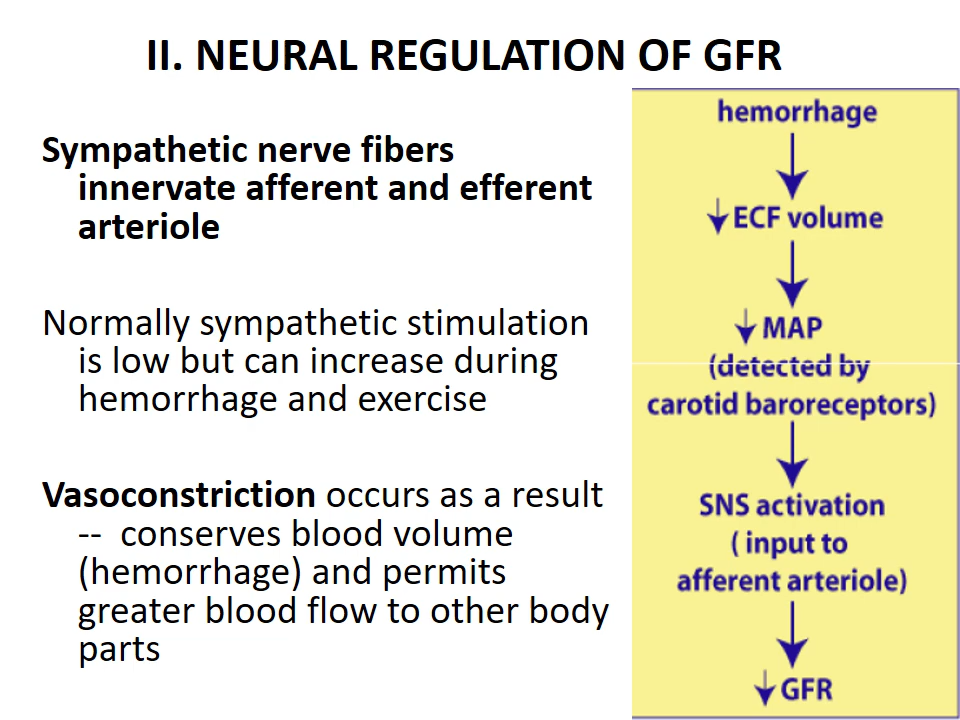 II. NEURAL REGULATION OF GFR
Sympathetic nerve fibers
innervate afferent and efferent
arteriole
Normally sympathetic stimulation
is low but can increase during
hemorrhage and exercise
Vasoconstriction occurs as a result
-- conserves blood volume
(hemorrhage) and permits
greater blood flow to other body
parts
hemorrhage
↓ ECF volume
↓ MAP
(detected by
carotid baroreceptors)
SNS activation
( input to
afferent arteriole)
↓ GFR